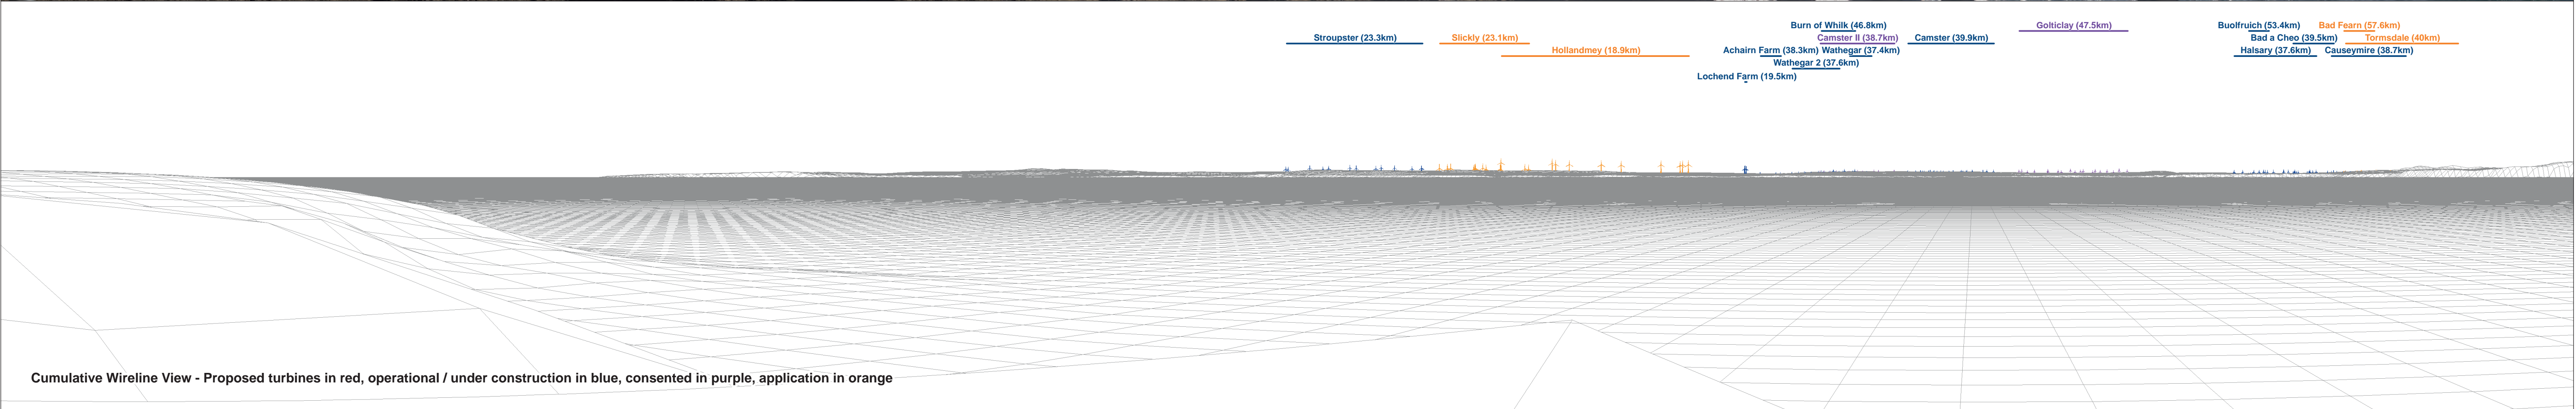 Burn of Whilk (46.8km)
Golticlay (47.5km)
Buolfruich (53.4km)
Bad Fearn (57.6km)
Stroupster (23.3km)
Slickly (23.1km)
Camster II (38.7km)
Camster (39.9km)
Bad a Cheo (39.5km)
Tormsdale (40km)
Hollandmey (18.9km)
Achairn Farm (38.3km)
Wathegar (37.4km)
Halsary (37.6km)
Causeymire (38.7km)
Wathegar 2 (37.6km)
Lochend Farm (19.5km)
Cumulative Wireline View - Proposed turbines in red, operational / under construction in blue, consented in purple, application in orange